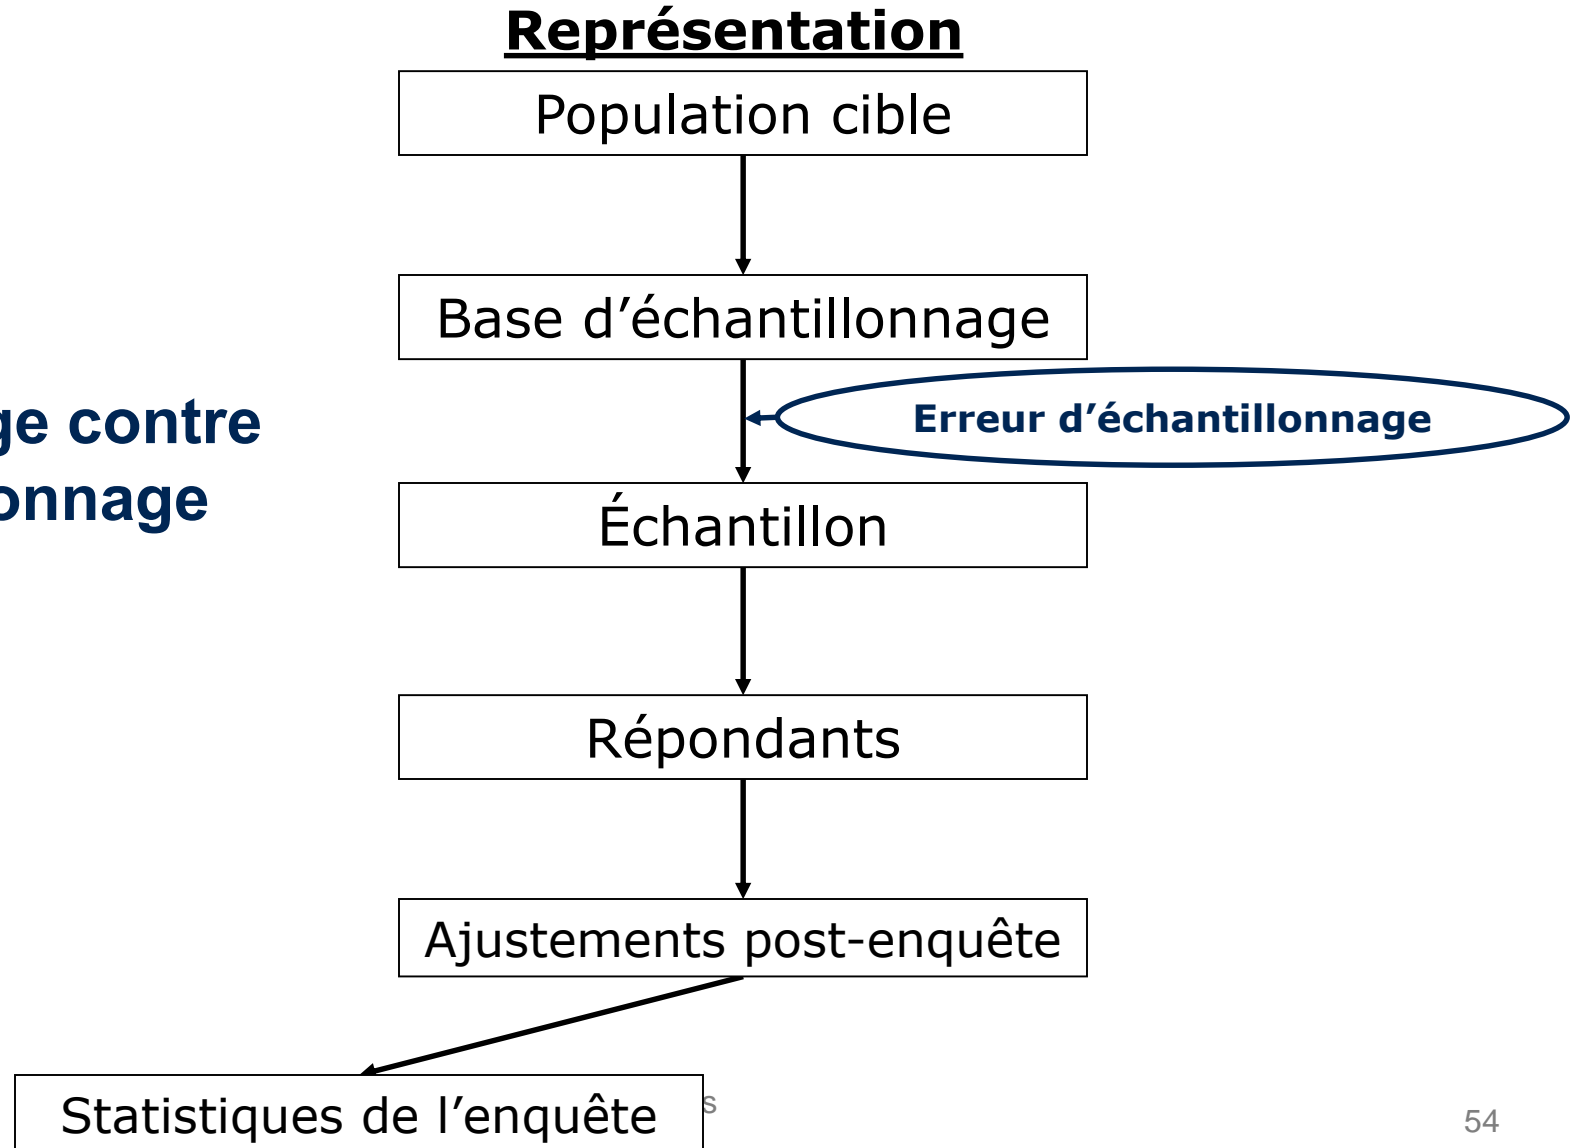 Représentation
Population cible
Base d’échantillonnage
ge contre
onnage
Erreur d’échantillonnage
Échantillon
Répondants
Ajustements post-enquête
Statistiques de l’enquête
s
54